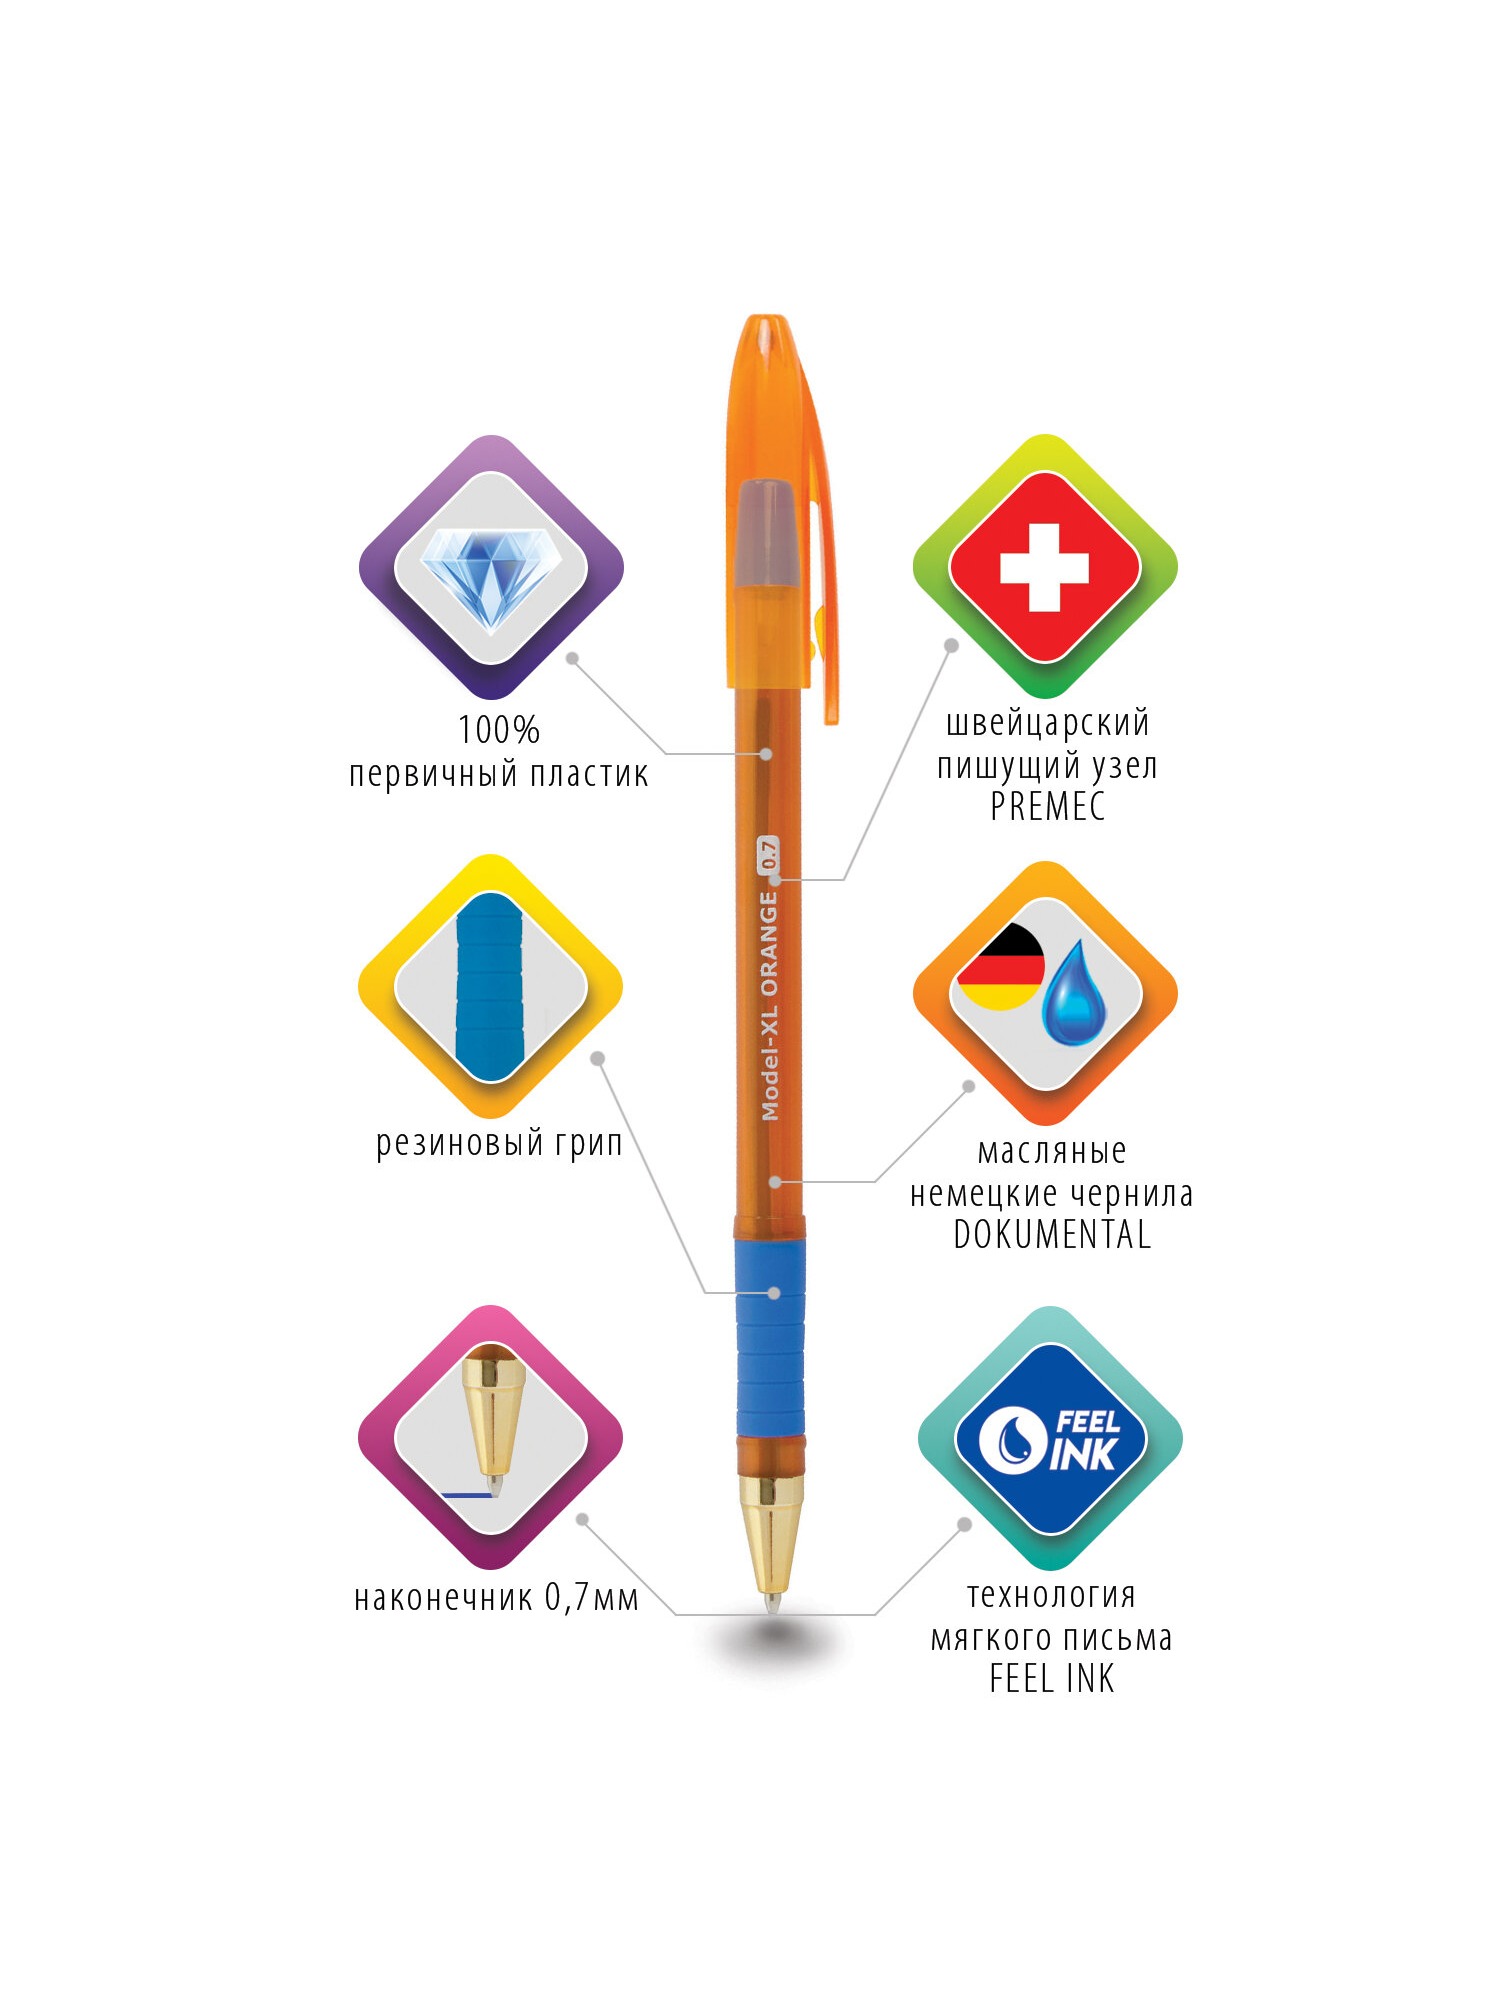 100%
первичный пластик
швейцарский
пишущий узел
PREMEC
0.7
Model-XL ORANGE
резиновый грип
масляные
немецкие чернила
DOKUMENTAL
наконечник 0,7мм
FEEL
INK
технология
мягкого письма
FEEL INK